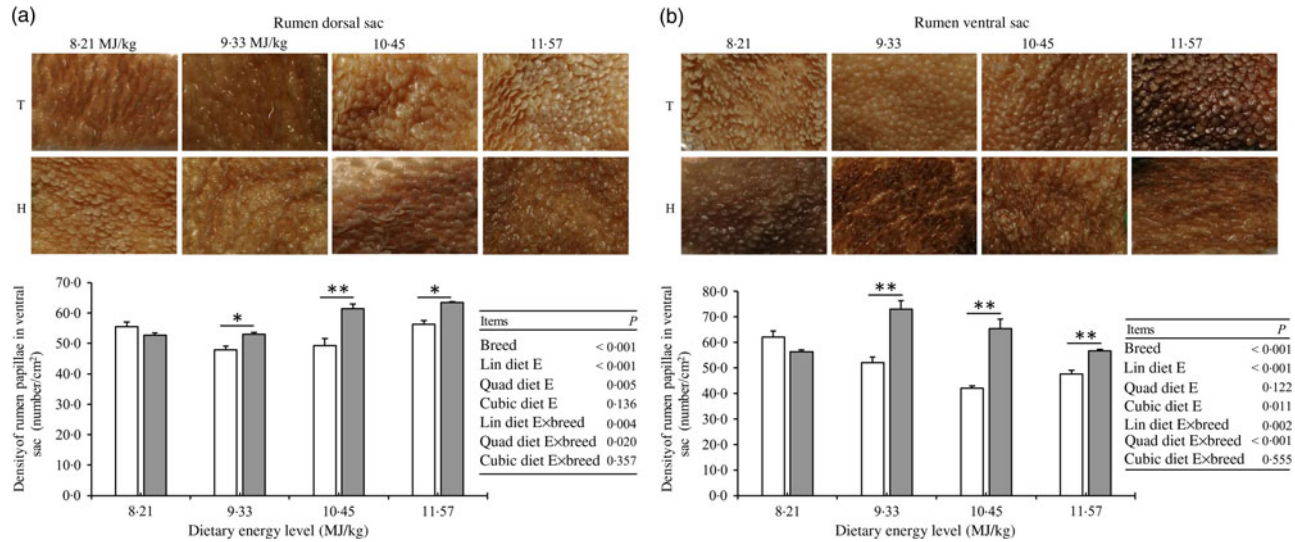 (a)
Rumen dorsal sac
8·21 MJ/kg 9·33 MJ/kg 10·45 11·57
T
H
Densityof rumen papillae in ventral
sac (number/cm²)
70·0
60·0
50·0
40·0
30·0
20·0
10·0
0·0
* ** *
8·21 9·33 10·45 11·57
Dietary energy level (MJ/kg)
Items P
Breed < 0·001
Lin diet E < 0·001
Quad diet E 0·005
Cubic diet E 0·136
Lin diet E×breed 0·004
Quad diet E×breed 0·020
Cubic diet E×breed 0·357
(b)
Rumen ventral sac
8·21 9·33 10·45 11·57
T
H
Density of rumen papillae in ventral
sac (number/cm²)
80·0
70·0
60·0
50·0
40·0
30·0
20·0
10·0
0·0
** ** **
8·21 9·33 10·45 11·57
Dietary energy level (MJ/kg)
Items P
Breed < 0·001
Lin diet E < 0·001
Quad diet E 0·122
Cubic diet E 0·011
Lin diet E×breed 0·002
Quad diet E×breed < 0·001
Cubic diet E×breed 0·555